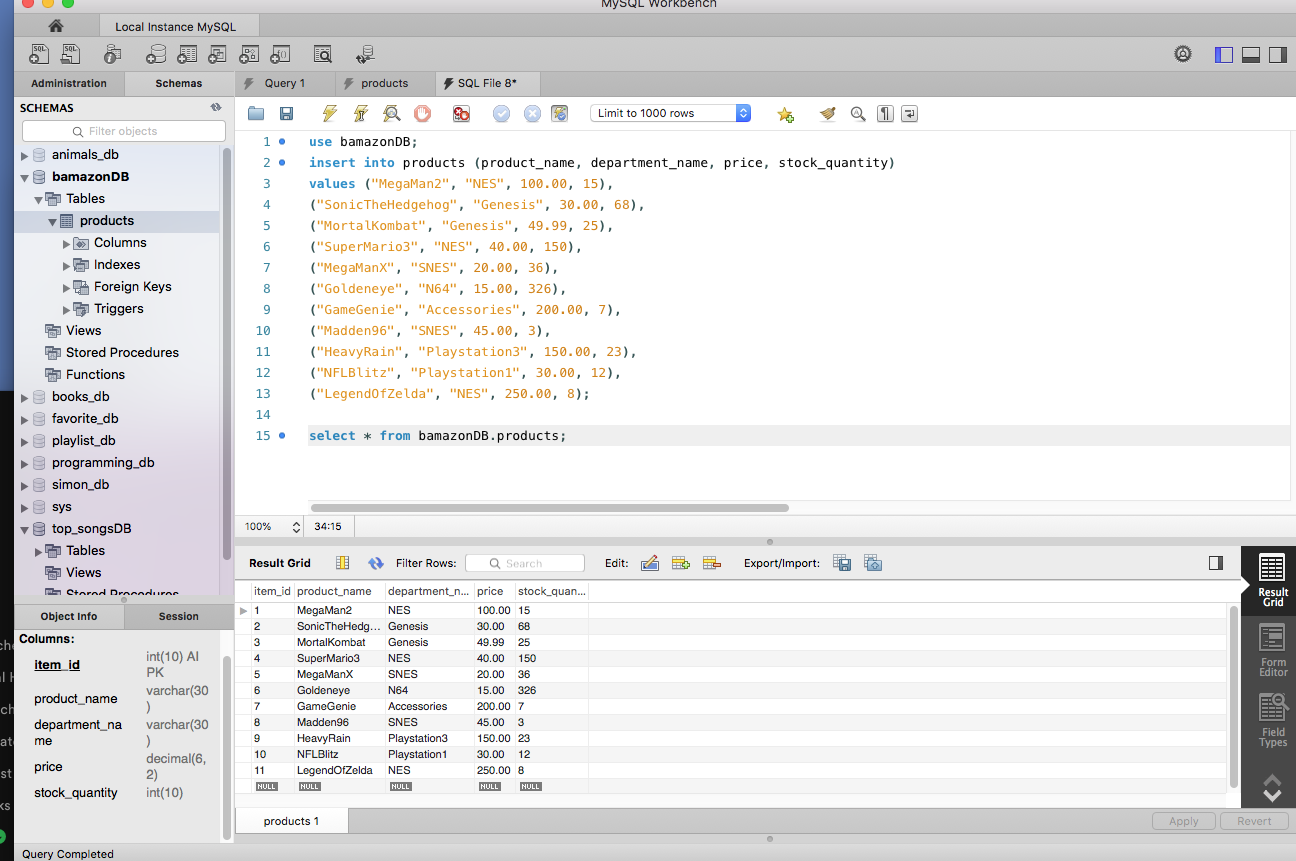 MySQL Workbench
Local Instance MySQL
Administration
Schemas
Query 1
products
SQL File 8*
SCHEMAS
Filter objects
animals_db
bamazonDB
Tables
products
Columns
Indexes
Foreign Keys
Triggers
Views
Stored Procedures
Functions
books_db
favorite_db
playlist_db
programming_db
simon_db
sys
top_songsDB
Tables
Views
Stored Procedures
Limit to 1000 rows
1 use bamazonDB;
2 insert into products (product_name, department_name, price, stock_quantity)
3 values ("MegaMan2", "NES", 100.00, 15),
4 ("SonicTheHedgehog", "Genesis", 30.00, 68),
5 ("MortalKombat", "Genesis", 49.99, 25),
6 ("SuperMario3", "NES", 40.00, 150),
7 ("MegaManX", "SNES", 20.00, 36),
8 ("Goldeneye", "N64", 15.00, 326),
9 ("GameGenie", "Accessories", 200.00, 7),
10 ("Madden96", "SNES", 45.00, 3),
11 ("HeavyRain", "Playstation3", 150.00, 23),
12 ("NFLBlitz", "Playstation1", 30.00, 12),
13 ("LegendOfZelda", "NES", 250.00, 8);
14
15 select * from bamazonDB.products;
100%
34:15
Result Grid
Filter Rows:
Search
Edit:
Export/Import:
item_id product_name department_n... price stock_quan...
1 MegaMan2 NES 100.00 15
2 SonicTheHedg... Genesis 30.00 68
3 MortalKombat Genesis 49.99 25
4 SuperMario3 NES 40.00 150
5 MegaManX SNES 20.00 36
6 Goldeneye N64 15.00 326
7 GameGenie Accessories 200.00 7
8 Madden96 SNES 45.00 3
9 HeavyRain Playstation3 150.00 23
10 NFLBlitz Playstation1 30.00 12
11 LegendOfZelda NES 250.00 8
NULL NULL NULL NULL NULL
Result
Grid
Form
Editor
Field
Types
Object Info
Session
Columns:
item_id int(10) AI
PK
product_name varchar(30
)
department_na varchar(30
me )
price decimal(6,
2)
stock_quantity int(10)
products 1
Apply
Revert
Query Completed